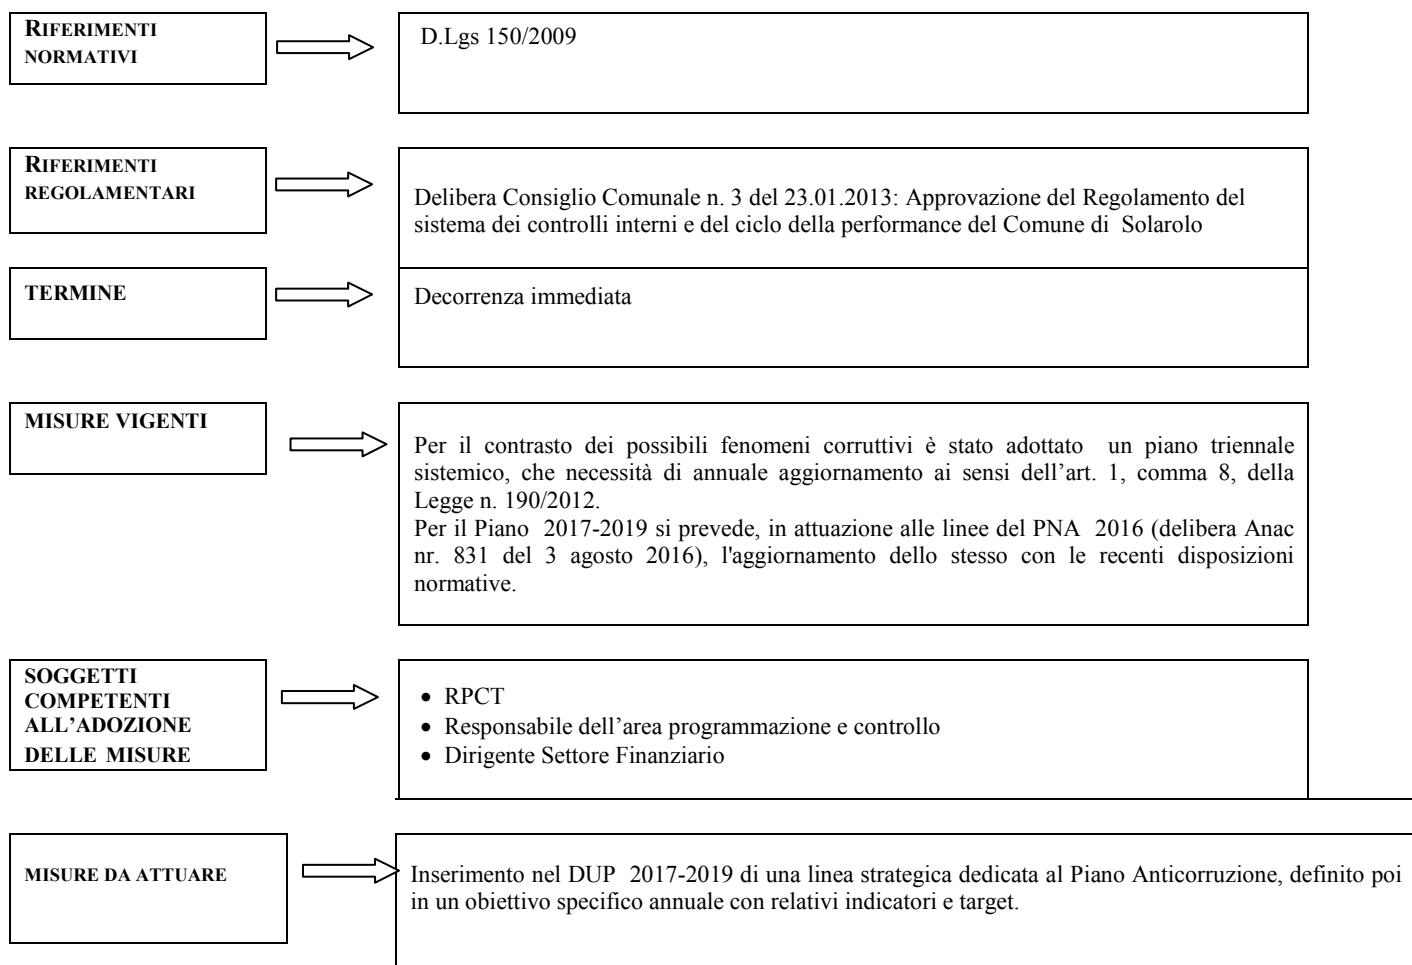 RIFERIMENTI
NORMATIVI
D.Lgs 150/2009
RIFERIMENTI
REGOLAMENTARI
Delibera Consiglio Comunale n. 3 del 23.01.2013: Approvazione del Regolamento del
sistema dei controlli interni e del ciclo della performance del Comune di Solarolo
TERMINE
Decorrenza immediata
MISURE VIGENTI
Per il contrasto dei possibili fenomeni corruttivi è stato adottato un piano triennale
sistemico, che necessità di annuale aggiornamento ai sensi dell’art. 1, comma 8, della
Legge n. 190/2012.
Per il Piano 2017-2019 si prevede, in attuazione alle linee del PNA 2016 (delibera Anac
nr. 831 del 3 agosto 2016), l'aggiornamento dello stesso con le recenti disposizioni
normative.
SOGGETTI
COMPETENTI
ALL’ADOZIONE
DELLE MISURE
• RPCT
• Responsabile dell’area programmazione e controllo
• Dirigente Settore Finanziario
MISURE DA ATTUARE
Inserimento nel DUP 2017-2019 di una linea strategica dedicata al Piano Anticorruzione, definito poi
in un obiettivo specifico annuale con relativi indicatori e target.